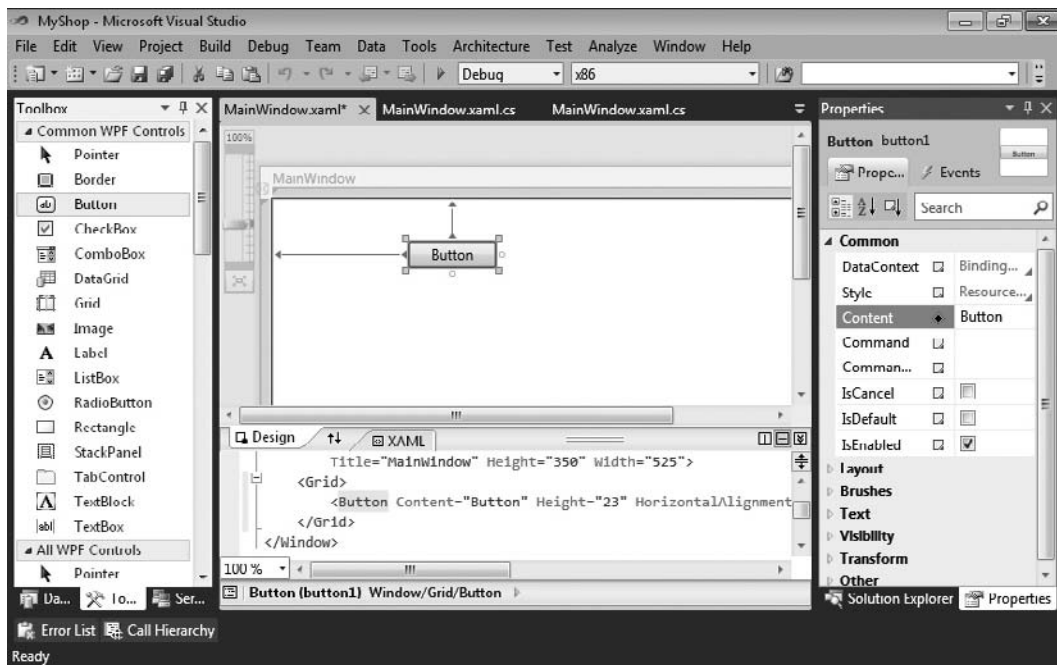 MyShop - Microsoft Visual Studio
File Edit View Project Build Debug Team Data Tools Architecture Test Analyze Window Help
Debug x86
Toolbox
Common WPF Controls
Pointer
Border
Button
CheckBox
ComboBox
DataGrid
Grid
Image
Label
ListBox
RadioButton
Rectangle
StackPanel
TabControl
TextBlock
TextBox
All WPF Controls
Pointer
Da... To... Ser...
MainWindow.xaml* MainWindow.xaml.cs MainWindow.xaml.cs
100%
MainWindow
Button
Design XAML
Title="MainWindow" Height="350" Width="525">
<Grid>
<Button Content="Button" Height="23" HorizontalAlignment
</Grid>
</Window>
100 %
Button (button1) Window/Grid/Button
Properties
Button button1
Button
Prope... Events
Search
Common
DataContext Binding...
Style Resource...
Content Button
Command
Comman...
IsCancel
IsDefault
IsEnabled
Layout
Brushes
Text
Visibility
Transform
Other
Solution Explorer Properties
Error List Call Hierarchy
Ready